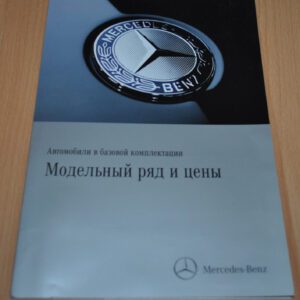 MERCEDES
BENZ
Автомобили в базовой комплектации
Модельный ряд и цены
Mercedes-Benz